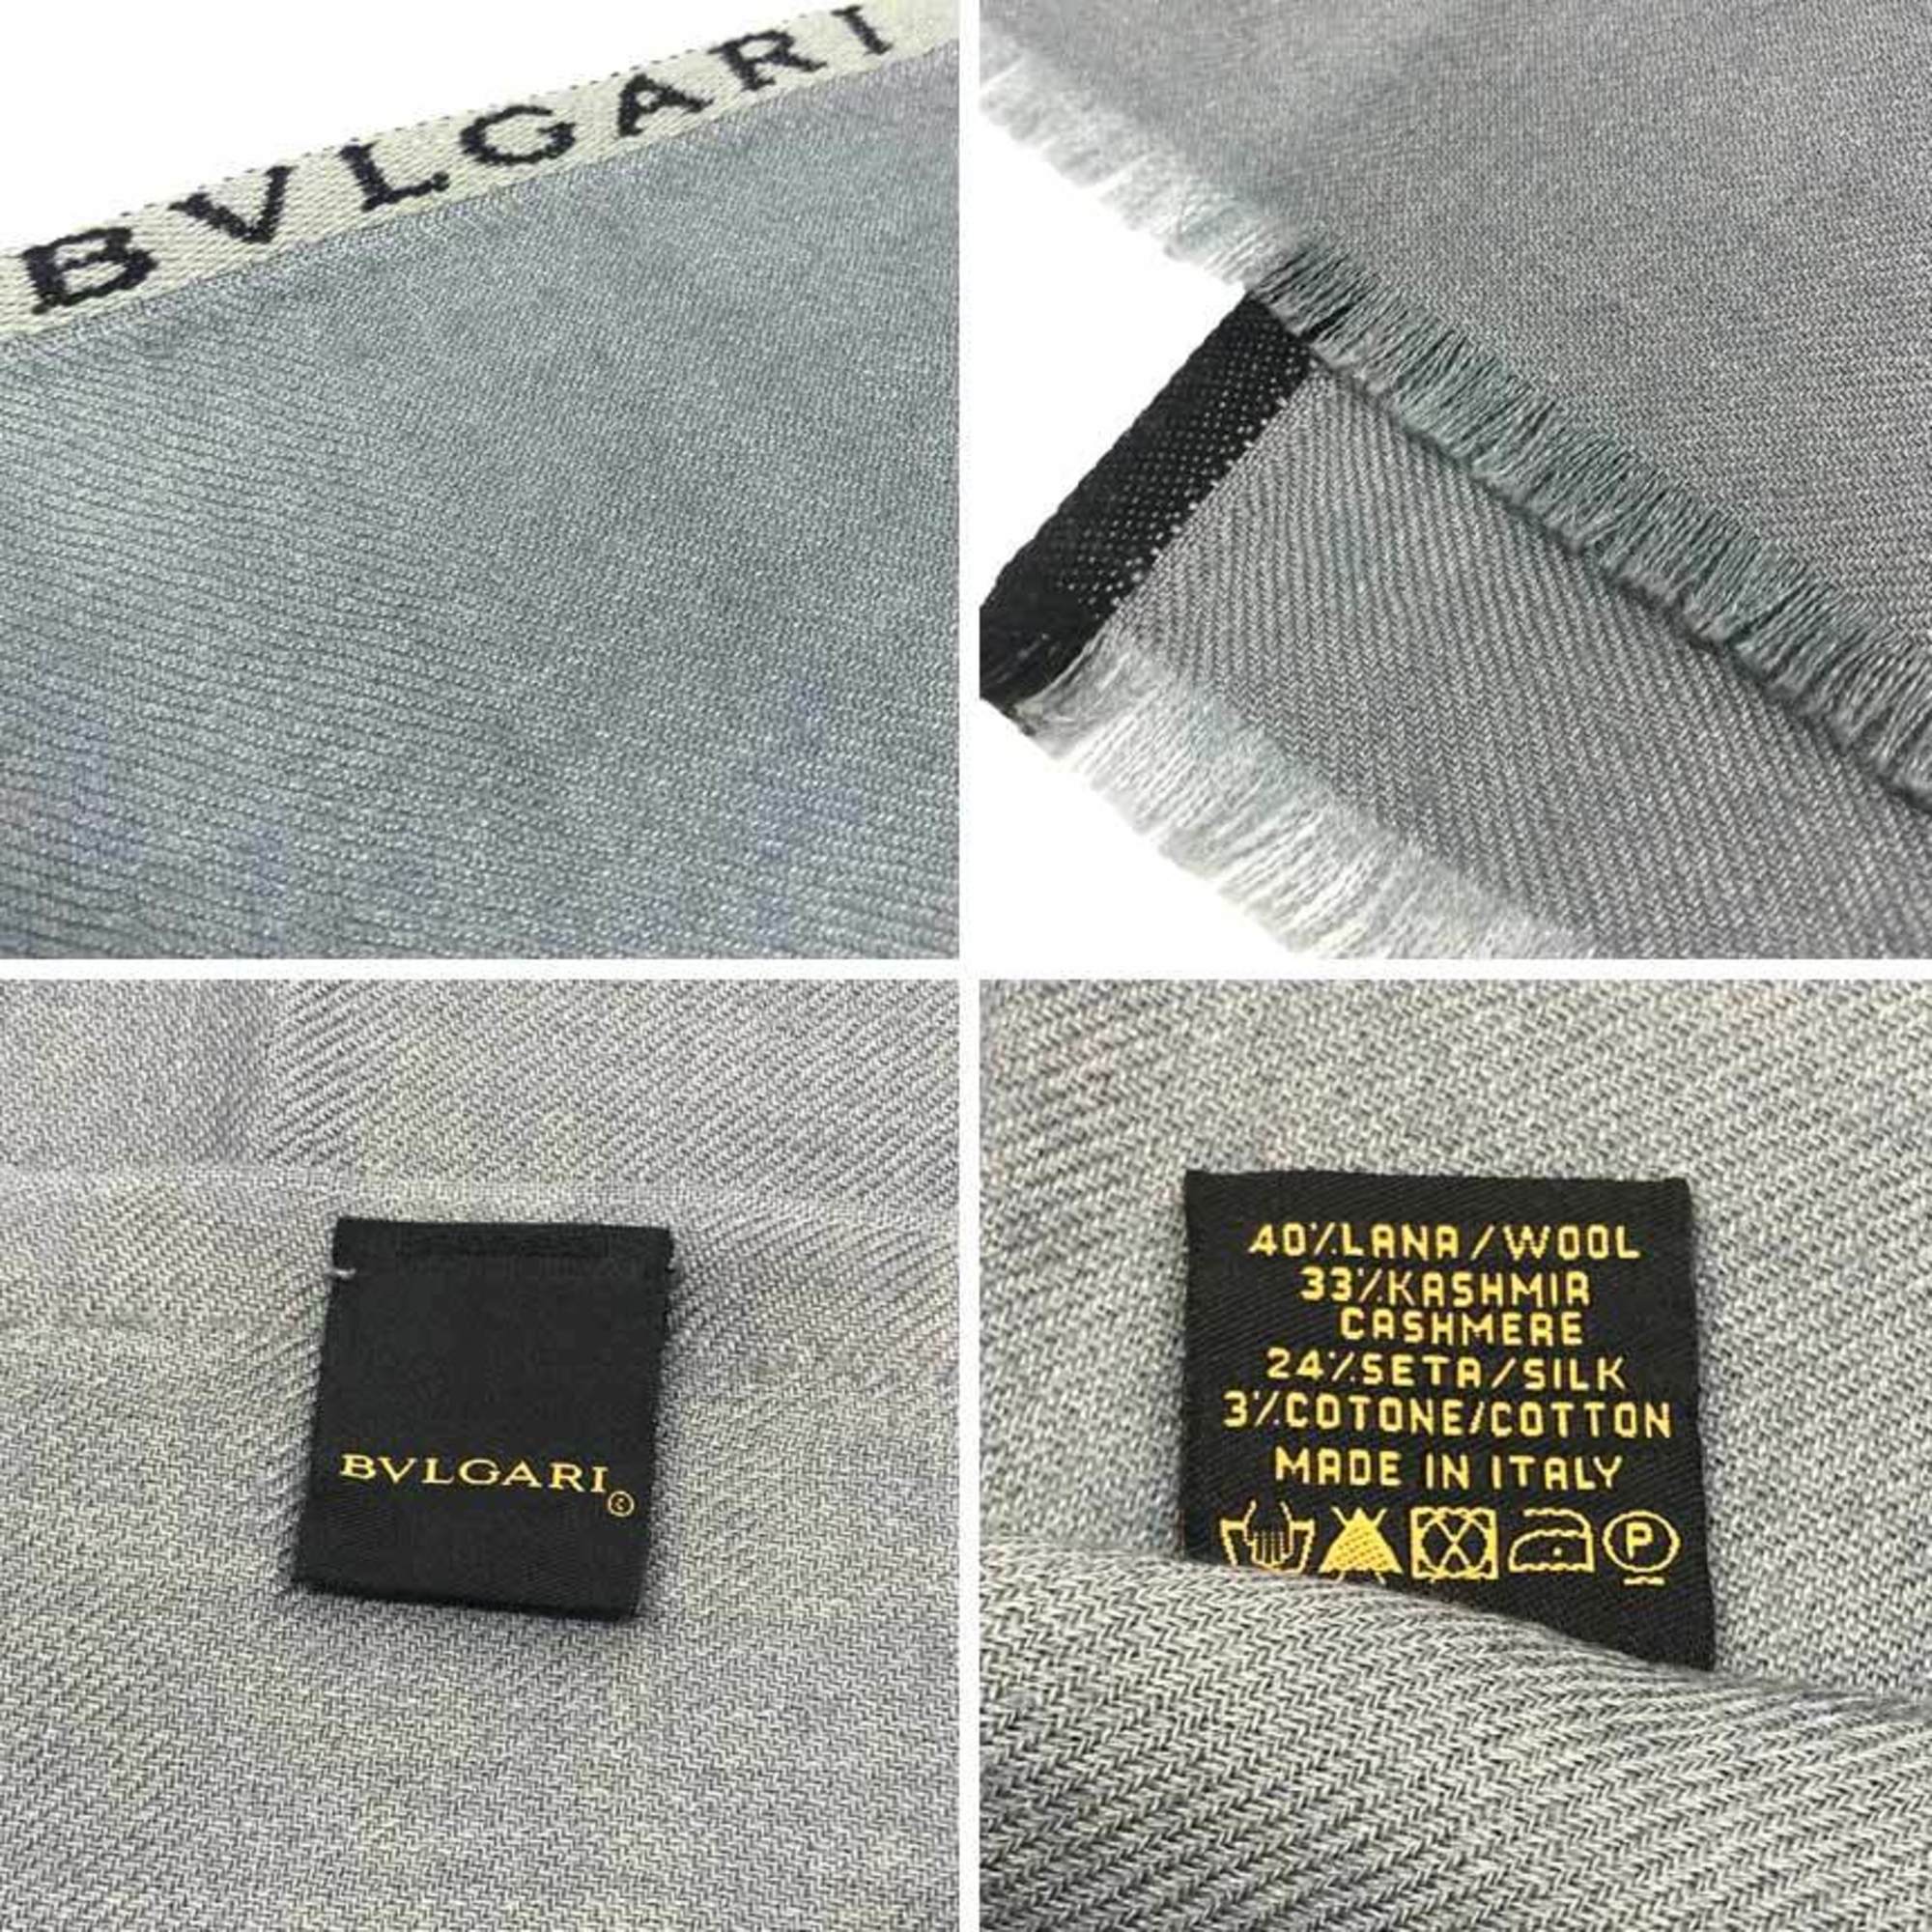 BVLGARI
BVLGARI
40%LANA/WOOL
33%KASHMIR
CASHMERE
24%SETA/SILK
3%COTONE/COTTON
MADE IN ITALY
P